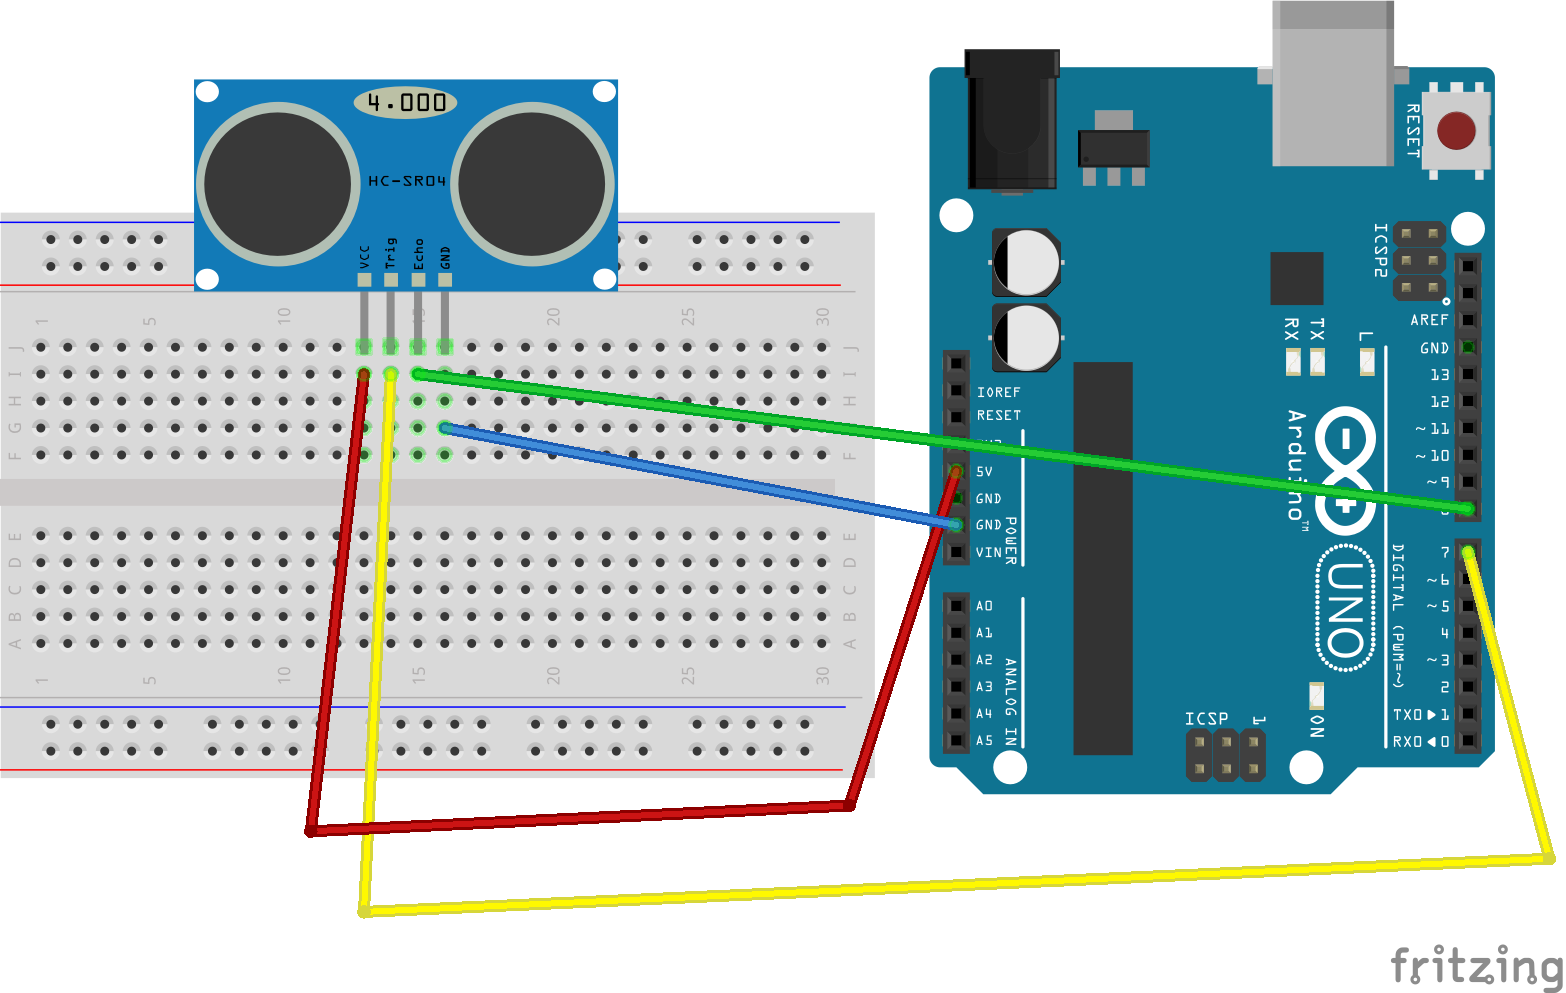 4.000
HC-SR04
VCC
Trig
Echo
GND
1
5
10
15
20
25
30
J
J
I
I
H
H
G
G
F
F
E
E
D
D
C
C
B
B
A
A
1
5
10
15
20
25
30
RESET
ICSP2
IOREF
RESET
5V
GND
GND
VIN
POWER
A0
A1
A2
A3
A4
A5
ANALOG IN
RX
TX
L
Arduino™
UNO
ICSP
1
ON
AREF
GND
13
12
~11
~10
~9
7
~6
~5
4
~3
2
TX0▶1
RX0◀0
DIGITAL (PWM=~)
fritzing